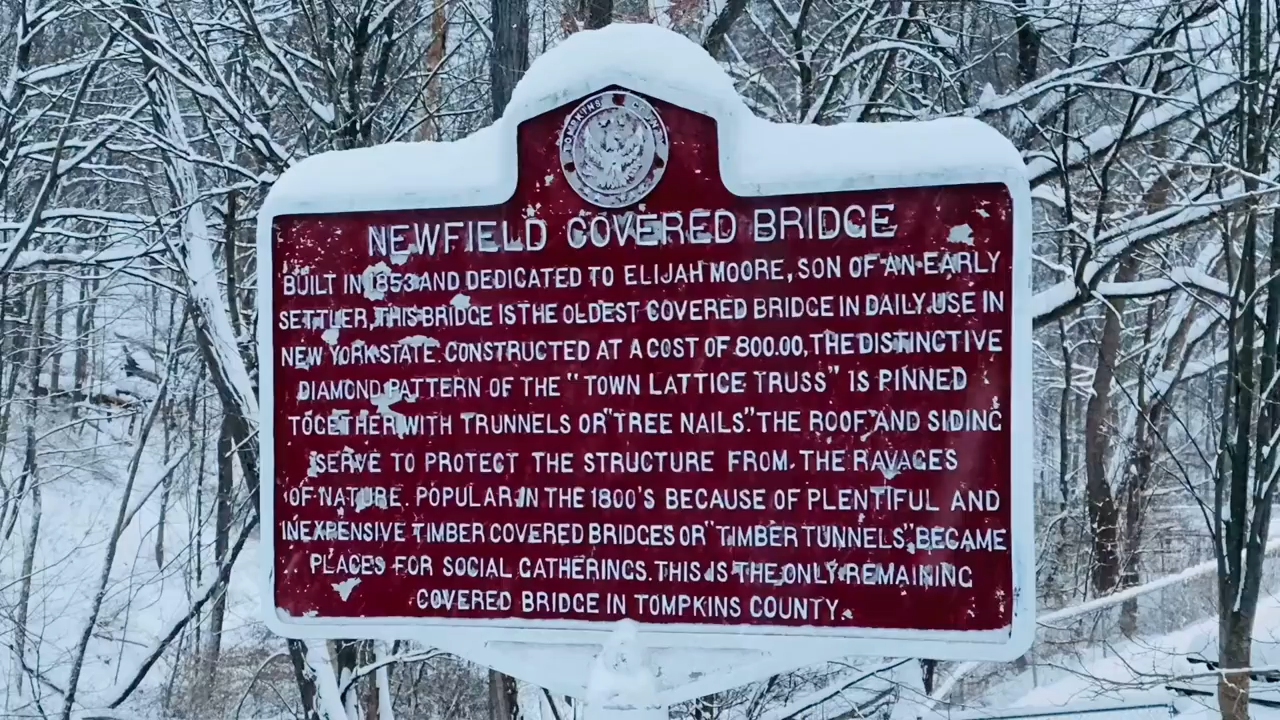 TOMPKINS COUNTY
NEWFIELD COVERED BRIDGE
BUILT IN 1853 AND DEDICATED TO ELIJAH MOORE, SON OF AN EARLY
SETTLER, THIS BRIDGE IS THE OLDEST COVERED BRIDGE IN DAILY USE IN
NEW YORK STATE. CONSTRUCTED AT A COST OF 800.00, THE DISTINCTIVE
DIAMOND PATTERN OF THE "TOWN LATTICE TRUSS" IS PINNED
TOGETHER WITH TRUNNELS OR "TREE NAILS". THE ROOF AND SIDING
SERVE TO PROTECT THE STRUCTURE FROM THE RAVAGES
OF NATURE. POPULAR IN THE 1800'S BECAUSE OF PLENTIFUL AND
INEXPENSIVE TIMBER COVERED BRIDGES OR "TIMBER TUNNELS", BECAME
PLACES FOR SOCIAL GATHERINGS. THIS IS THE ONLY REMAINING
COVERED BRIDGE IN TOMPKINS COUNTY.